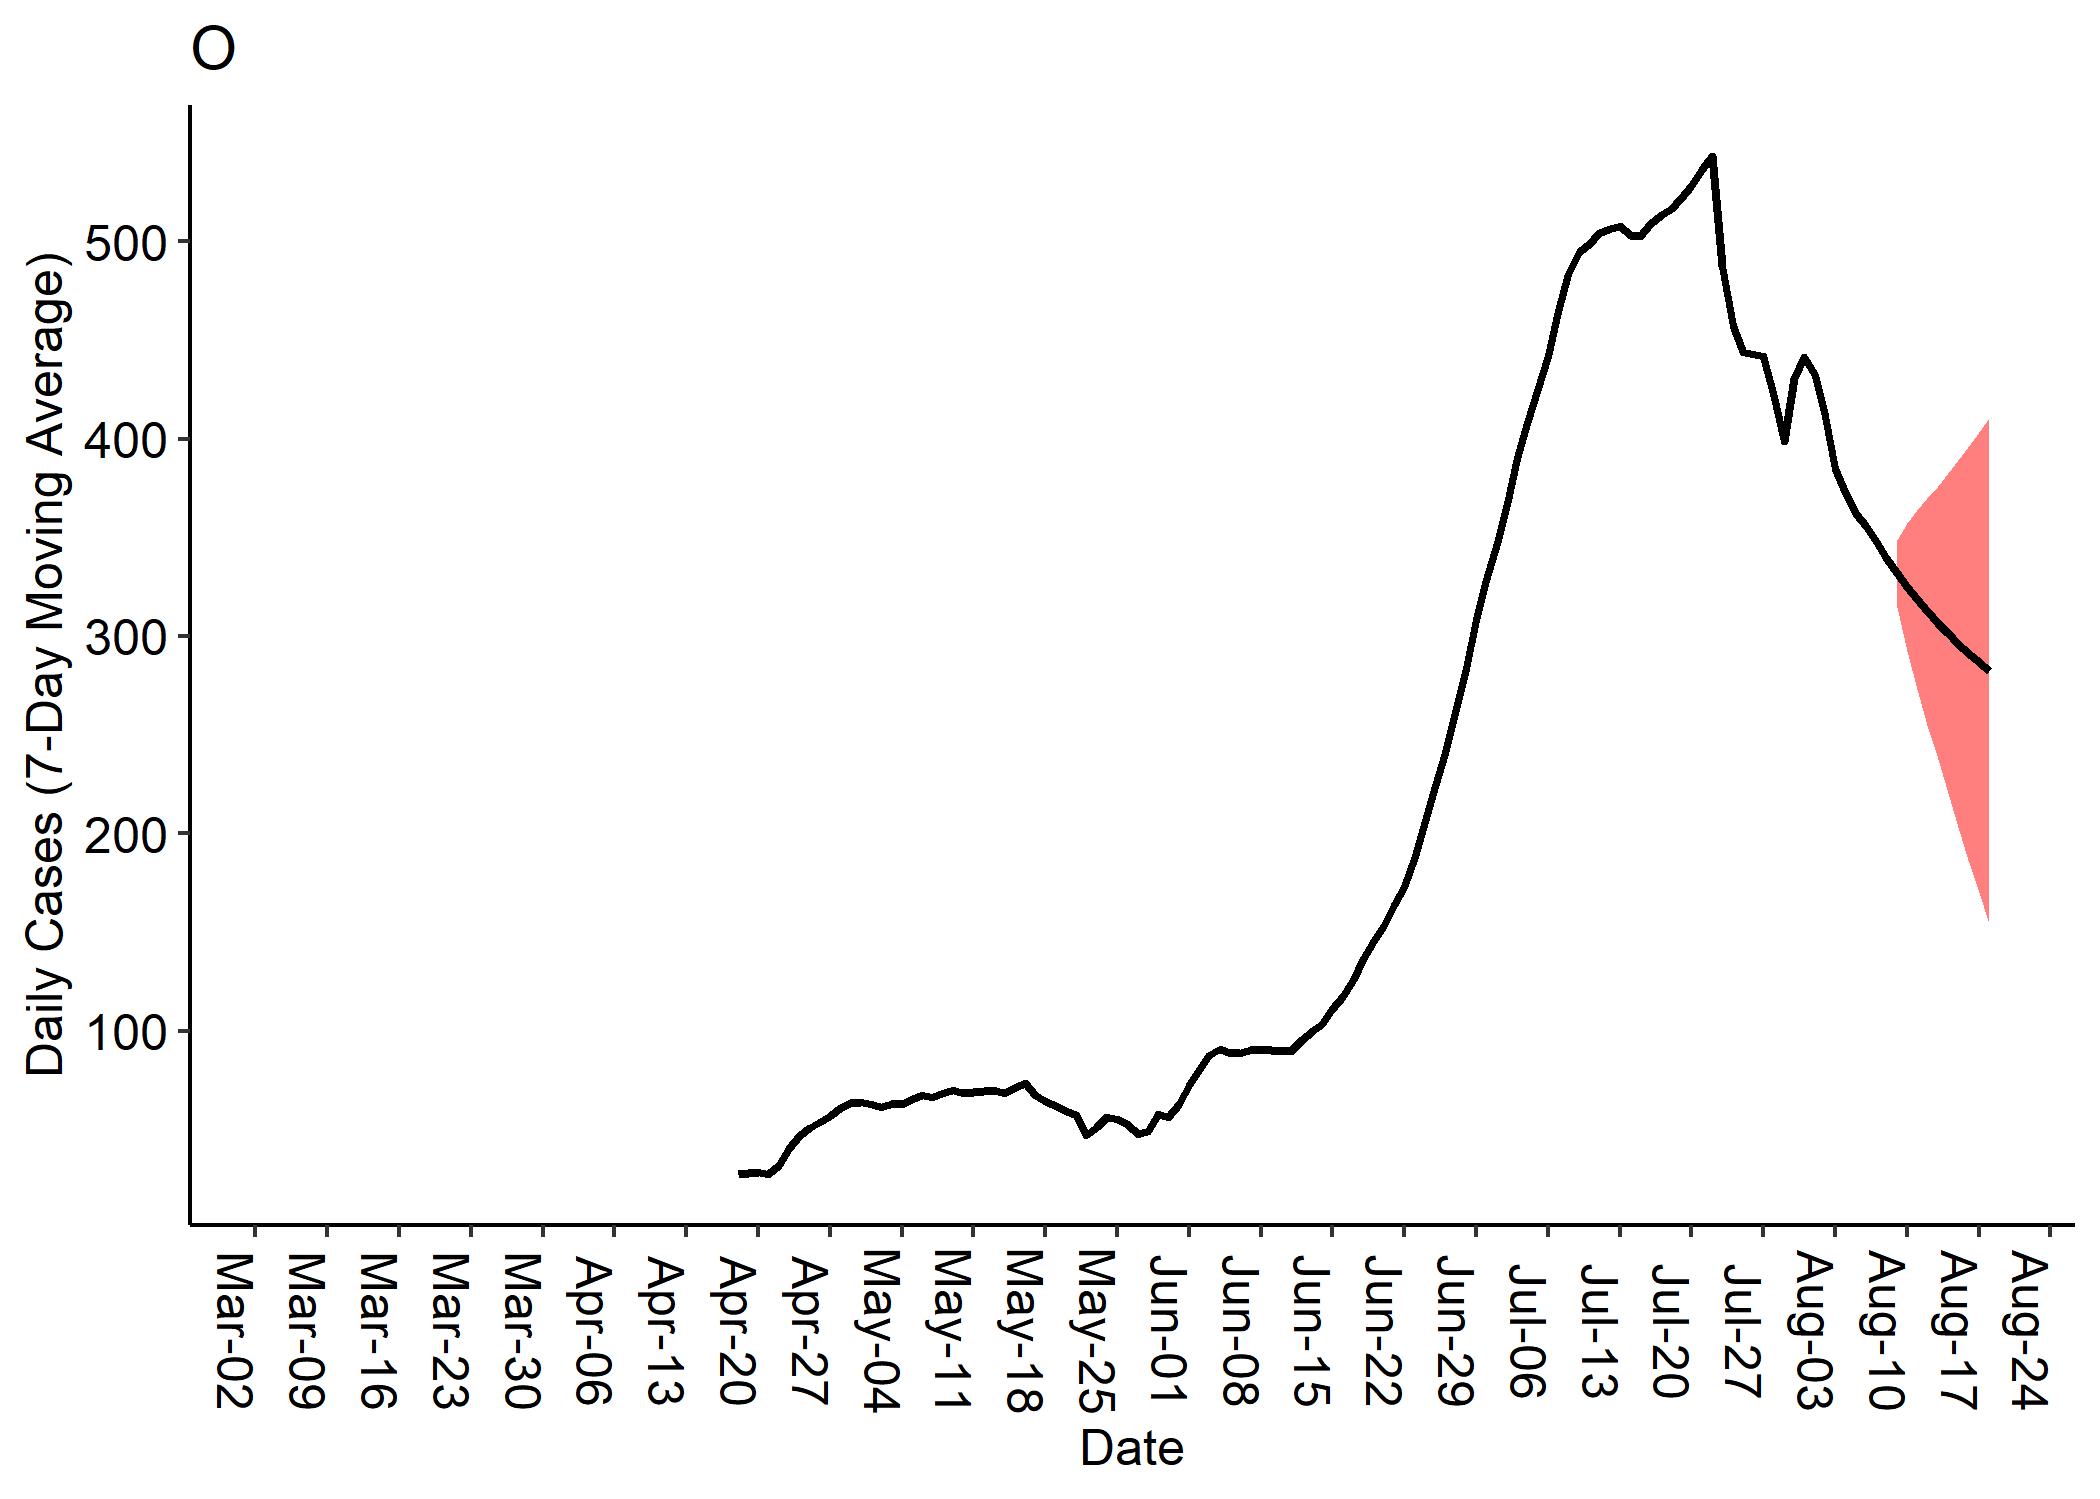 O
Daily Cases (7-Day Moving Average)
500
400
300
200
100
Mar-02
Mar-09
Mar-16
Mar-23
Mar-30
Apr-06
Apr-13
Apr-20
Apr-27
May-04
May-11
May-18
May-25
Jun-01
Jun-08
Jun-15
Jun-22
Jun-29
Jul-06
Jul-13
Jul-20
Jul-27
Aug-03
Aug-10
Aug-17
Aug-24
Date